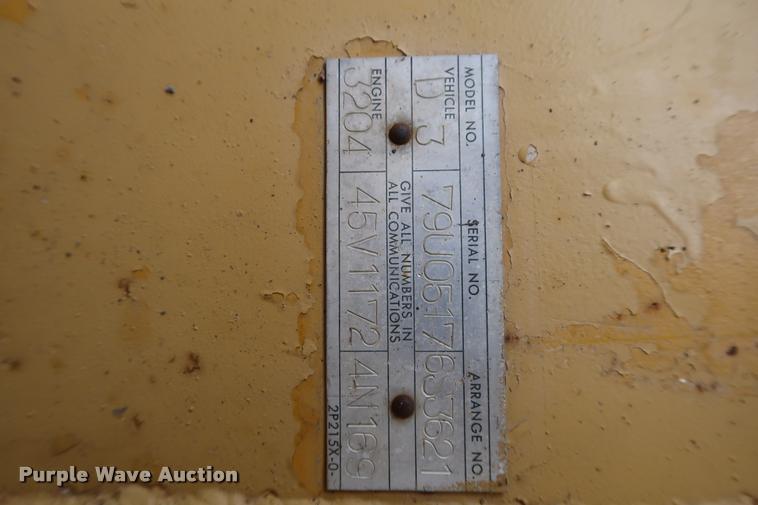 MODEL NO. SERIAL NO. ARRANGE NO.
VEHICLE
D 3 79U05176S3621
GIVE ALL NUMBERS IN
ALL COMMUNICATIONS
ENGINE
3204 45V1172 4N169
2P215X-0-
Purple Wave Auction